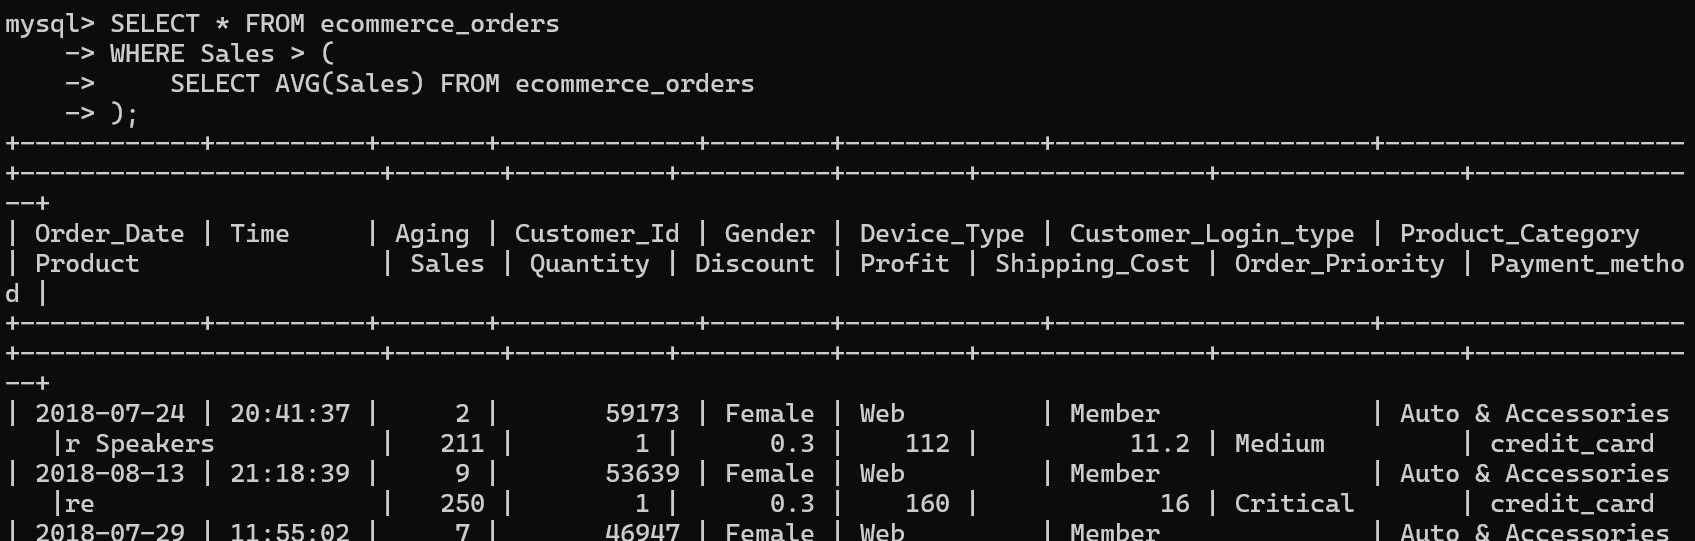 mysql> SELECT * FROM ecommerce_orders
    -> WHERE Sales > (
    ->     SELECT AVG(Sales) FROM ecommerce_orders
    -> );
+------------+----------+-------+-------------+--------+-------------+---------------------+--------------------
+------------------------+-------+----------+----------+--------+---------------+----------------+--------------
--+
| Order_Date | Time     | Aging | Customer_Id | Gender | Device_Type | Customer_Login_type | Product_Category
| Product                | Sales | Quantity | Discount | Profit | Shipping_Cost | Order_Priority | Payment_metho
d |
+------------+----------+-------+-------------+--------+-------------+---------------------+--------------------
+------------------------+-------+----------+----------+--------+---------------+----------------+--------------
--+
| 2018-07-24 | 20:41:37 |     2 |       59173 | Female | Web         | Member              | Auto & Accessories
   |r Speakers           |   211 |        1 |      0.3 |    112 |          11.2 | Medium         | credit_card
| 2018-08-13 | 21:18:39 |     9 |       53639 | Female | Web         | Member              | Auto & Accessories
   |re                   |   250 |        1 |      0.3 |    160 |            16 | Critical       | credit_card
| 2018-07-29 | 11:55:02 |     7 |       46947 | Female | Web         | Member              | Auto & Accessories